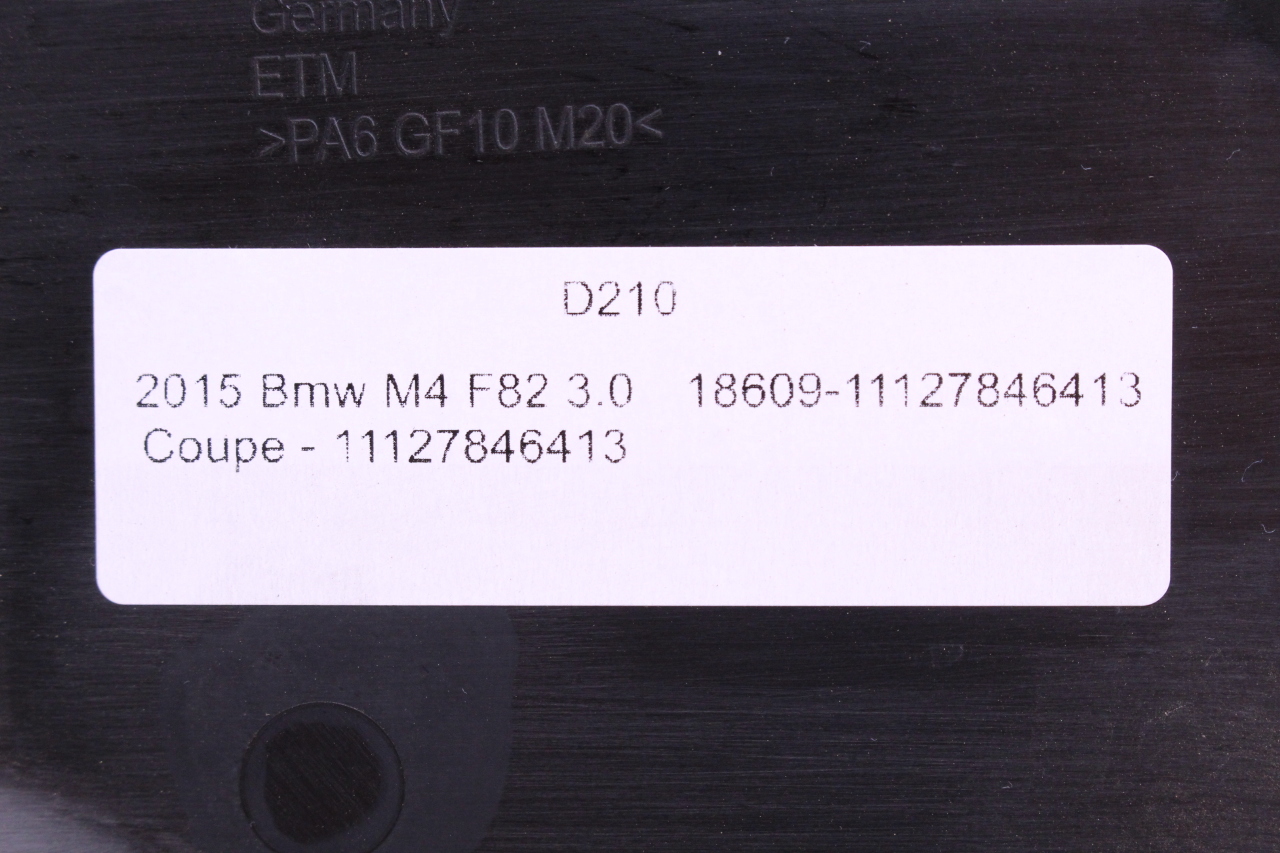 Germany
ETM
>PA6 GF10 M20<
D210
2015 Bmw M4 F82 3.0 18609-11127846413
Coupe - 11127846413